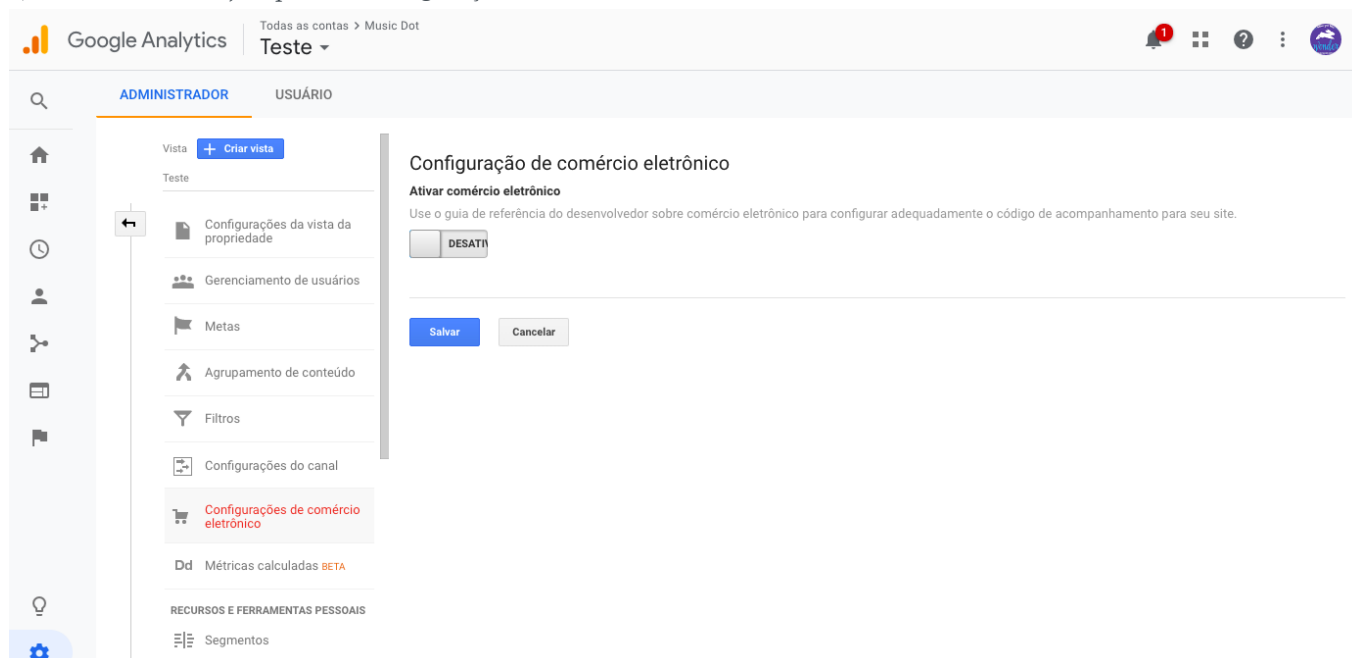 Google Analytics
Todas as contas > Music Dot
Teste
1
ADMINISTRADOR
USUÁRIO
Vista
+ Criar vista
Teste
Configurações da vista da
propriedade
Gerenciamento de usuários
Metas
Agrupamento de conteúdo
Filtros
Configurações do canal
Configurações de comércio
eletrônico
Dd Métricas calculadas BETA
RECURSOS E FERRAMENTAS PESSOAIS
Segmentos
Configuração de comércio eletrônico
Ativar comércio eletrônico
Use o guia de referência do desenvolvedor sobre comércio eletrônico para configurar adequadamente o código de acompanhamento para seu site.
DESATIV
Salvar
Cancelar